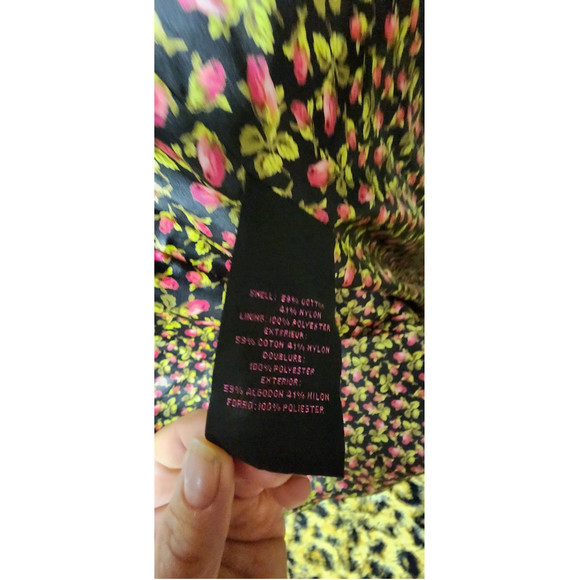 SHELL: 59% COTTON
41% NYLON
LINING: 100% POLYESTER
EXTERIEUR:
59% COTON 41% NYLON
DOUBLURE:
100% POLYESTER
EXTERIOR:
59% ALGODON 41% NILON
FORRO: 100% POLIESTER